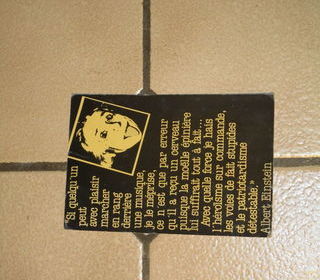 "Si quelqu'un
peut
avec plaisir
marcher
en rang
derrière
une musique,
je le méprise,
ce n'est que par erreur
qu'il a reçu un cerveau
puisque la moelle épinière
lui suffirait tout à fait...
Avec quelle force je hais
l'héroïsme sur commande,
les voies de fait stupides
et le patriotardisme
détestable."
Albert Einstein